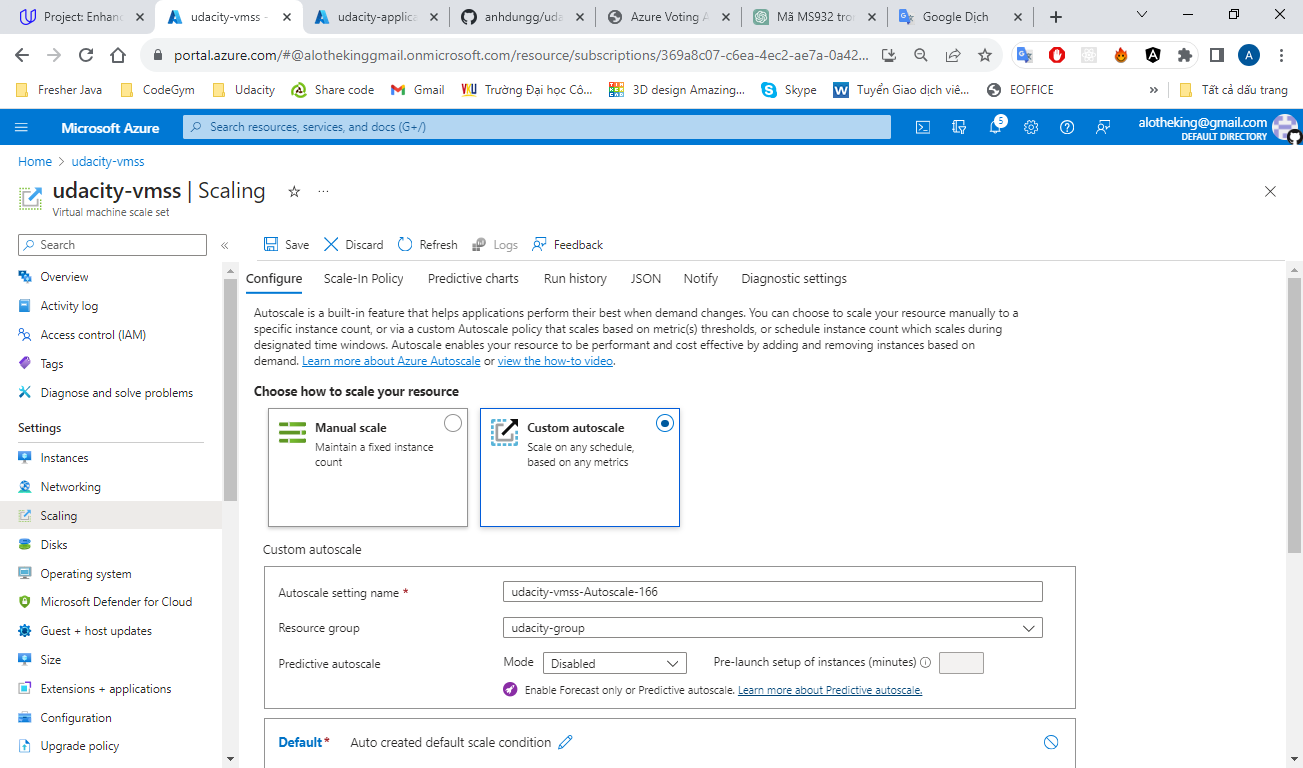 Project: Enhanc
udacity-vmss -
udacity-applica
anhdungg/uda
Azure Voting A
Mã MS932 tro
Google Dịch
portal.azure.com/#@alothekinggmail.onmicrosoft.com/resource/subscriptions/369a8c07-c6ea-4ec2-ae7a-0a42...
A
Fresher Java
CodeGym
Udacity
Share code
Gmail
Trường Đại học Cô...
3D design Amazing...
Skype
Tuyển Giao dịch viê...
EOFFICE
»
Tất cả dấu trang
Microsoft Azure
Search resources, services, and docs (G+/)
5
alotheking@gmail.com
DEFAULT DIRECTORY
Home > udacity-vmss
udacity-vmss | Scaling
...
Virtual machine scale set
Search
«
Save
Discard
Refresh
Logs
Feedback
Overview
Activity log
Access control (IAM)
Tags
Diagnose and solve problems
Settings
Instances
Networking
Scaling
Disks
Operating system
Microsoft Defender for Cloud
Guest + host updates
Size
Extensions + applications
Configuration
Upgrade policy
Configure
Scale-In Policy
Predictive charts
Run history
JSON
Notify
Diagnostic settings
Autoscale is a built-in feature that helps applications perform their best when demand changes. You can choose to scale your resource manually to a
specific instance count, or via a custom Autoscale policy that scales based on metric(s) thresholds, or schedule instance count which scales during
designated time windows. Autoscale enables your resource to be performant and cost effective by adding and removing instances based on
demand. Learn more about Azure Autoscale or view the how-to video.
Choose how to scale your resource
Manual scale
Maintain a fixed instance
count
Custom autoscale
Scale on any schedule,
based on any metrics
Custom autoscale
Autoscale setting name *
udacity-vmss-Autoscale-166
Resource group
udacity-group
Predictive autoscale
Mode
Disabled
Pre-launch setup of instances (minutes)
Enable Forecast only or Predictive autoscale. Learn more about Predictive autoscale.
Default* Auto created default scale condition